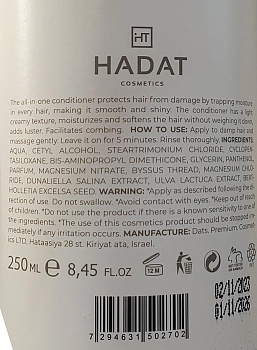 HT
HADAT
COSMETICS
The all-in-one conditioner protects hair from damage by trapping moisture
in every hair, making it smooth and shiny. The conditioner has a light
creamy texture, moisturizes and softens the hair without weighing it down,
adds luster. Facilitates combing. HOW TO USE: Apply to damp hair and
massage gently. Leave it on for 5 minutes. Rinse thoroughly. INGREDIENTS:
AQUA, CETYL ALCOHOL, STEARTRIMONIUM CHLORIDE, CYCLOPEN-
TASILOXANE, BIS-AMINOPROPYL DIMETHICONE, GLYCERIN, PANTHENOL,
PARFUM, MAGNESIUM NITRATE, BYSSUS THREAD, MAGNESIUM CHLO-
RIDE, DUNALIELLA SALINA EXTRACT, ULVA LACTUCA EXTRACT, BERT-
HOLLETIA EXCELSA SEED. WARNING: *Apply as described following the di-
rection of use. Do not swallow. *Avoid contact with eyes. *Keep out of reach
of children. *Do not use the product if there is a known sensitivity to one of
the ingredients. *The use of this cosmetics product should be stopped im-
mediately if any irritation occurs. MANUFACTURE: Dats. Premium. Cosmet-
ics LTD, Hataasiya 28 st. Kiriyat ata, Israel.
250 ML e 8,45 FL.OZ
12 M
02/11/2023
01/11/2026
7 294631 502702